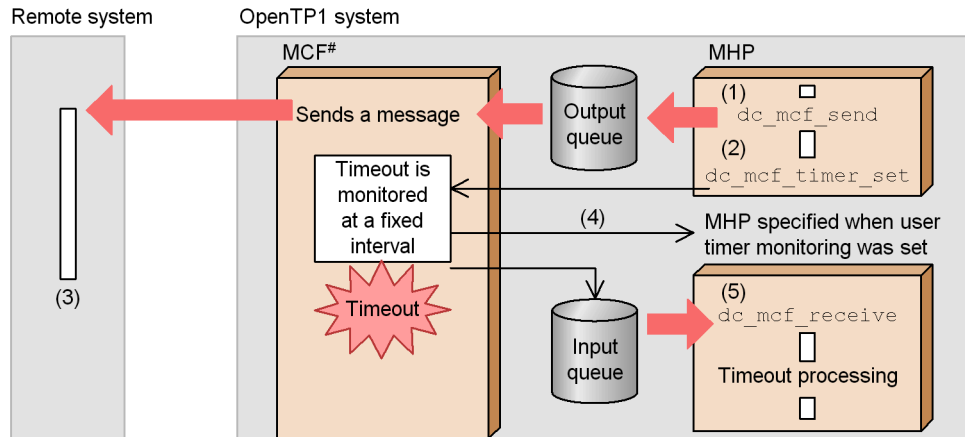 Remote system
OpenTP1 system
MCF#
MHP
Sends a message
Output
queue
(1)
dc_mcf_send
(2)
dc_mcf_timer_set
Timeout is
monitored
at a fixed
interval
(4)
MHP specified when user
timer monitoring was set
(3)
Timeout
Input
queue
(5)
dc_mcf_receive
Timeout processing